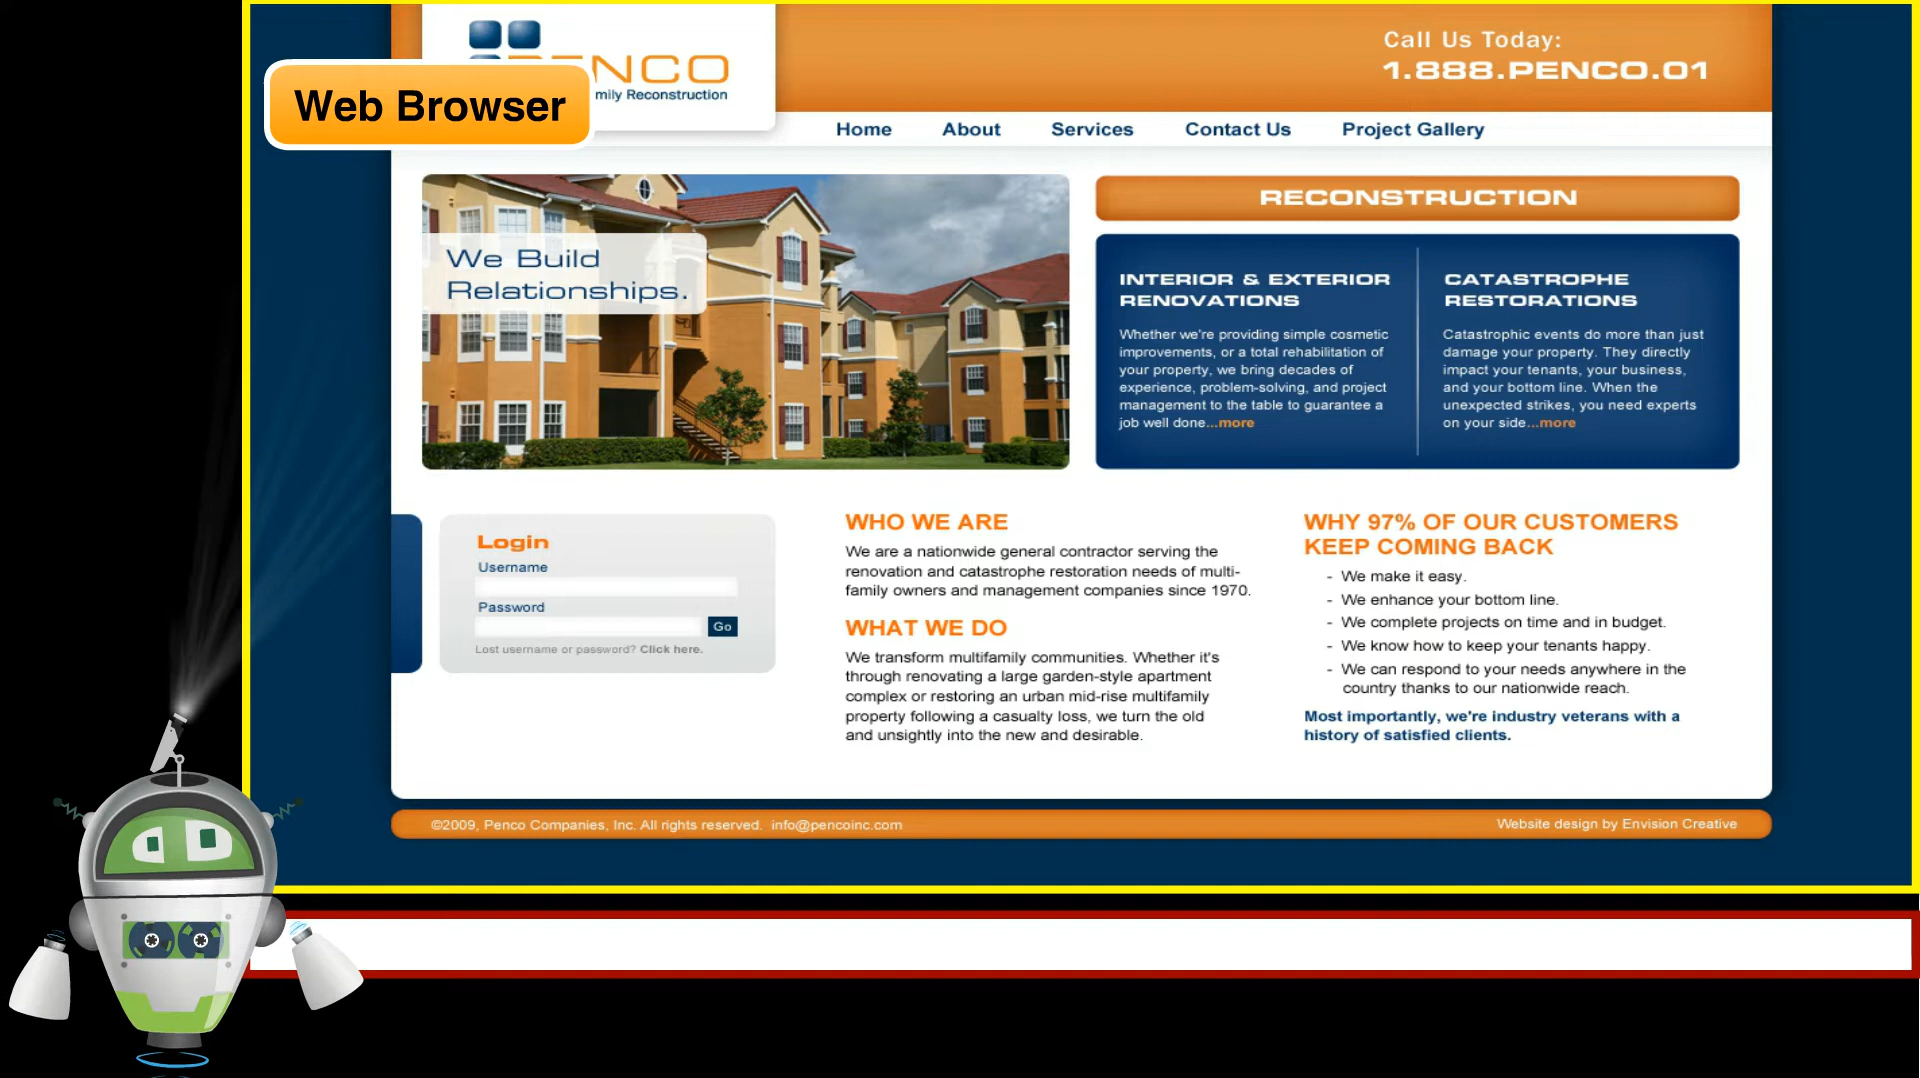 Call Us Today:
1.888.PENCO.01
NCO
mily Reconstruction
Web Browser
Home About Services Contact Us Project Gallery
We Build
Relationships.
RECONSTRUCTION
INTERIOR & EXTERIOR
RENOVATIONS
Whether we're providing simple cosmetic
improvements, or a total rehabilitation of
your property, we bring decades of
experience, problem-solving, and project
management to the table to guarantee a
job well done...more
CATASTROPHE
RESTORATIONS
Catastrophic events do more than just
damage your property. They directly
impact your tenants, your business,
and your bottom line. When the
unexpected strikes, you need experts
on your side...more
Login
Username
Password
Go
Lost username or password? Click here.
WHO WE ARE
We are a nationwide general contractor serving the
renovation and catastrophe restoration needs of multi-
family owners and management companies since 1970.
WHAT WE DO
We transform multifamily communities. Whether it's
through renovating a large garden-style apartment
complex or restoring an urban mid-rise multifamily
property following a casualty loss, we turn the old
and unsightly into the new and desirable.
WHY 97% OF OUR CUSTOMERS
KEEP COMING BACK
- We make it easy.
- We enhance your bottom line.
- We complete projects on time and in budget.
- We know how to keep your tenants happy.
- We can respond to your needs anywhere in the
country thanks to our nationwide reach.
Most importantly, we're industry veterans with a
history of satisfied clients.
©2009, Penco Companies, Inc. All rights reserved. info@pencoinc.com
Website design by Envision Creative